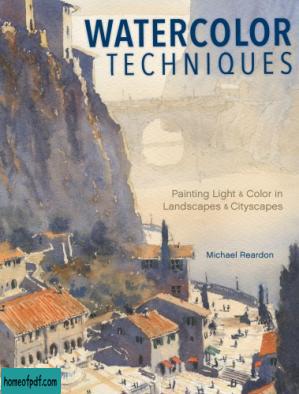 WATERCOLOR
TECHNIQUES
Painting Light & Color in
Landscapes & Cityscapes
Michael Reardon
homeofpdf.com